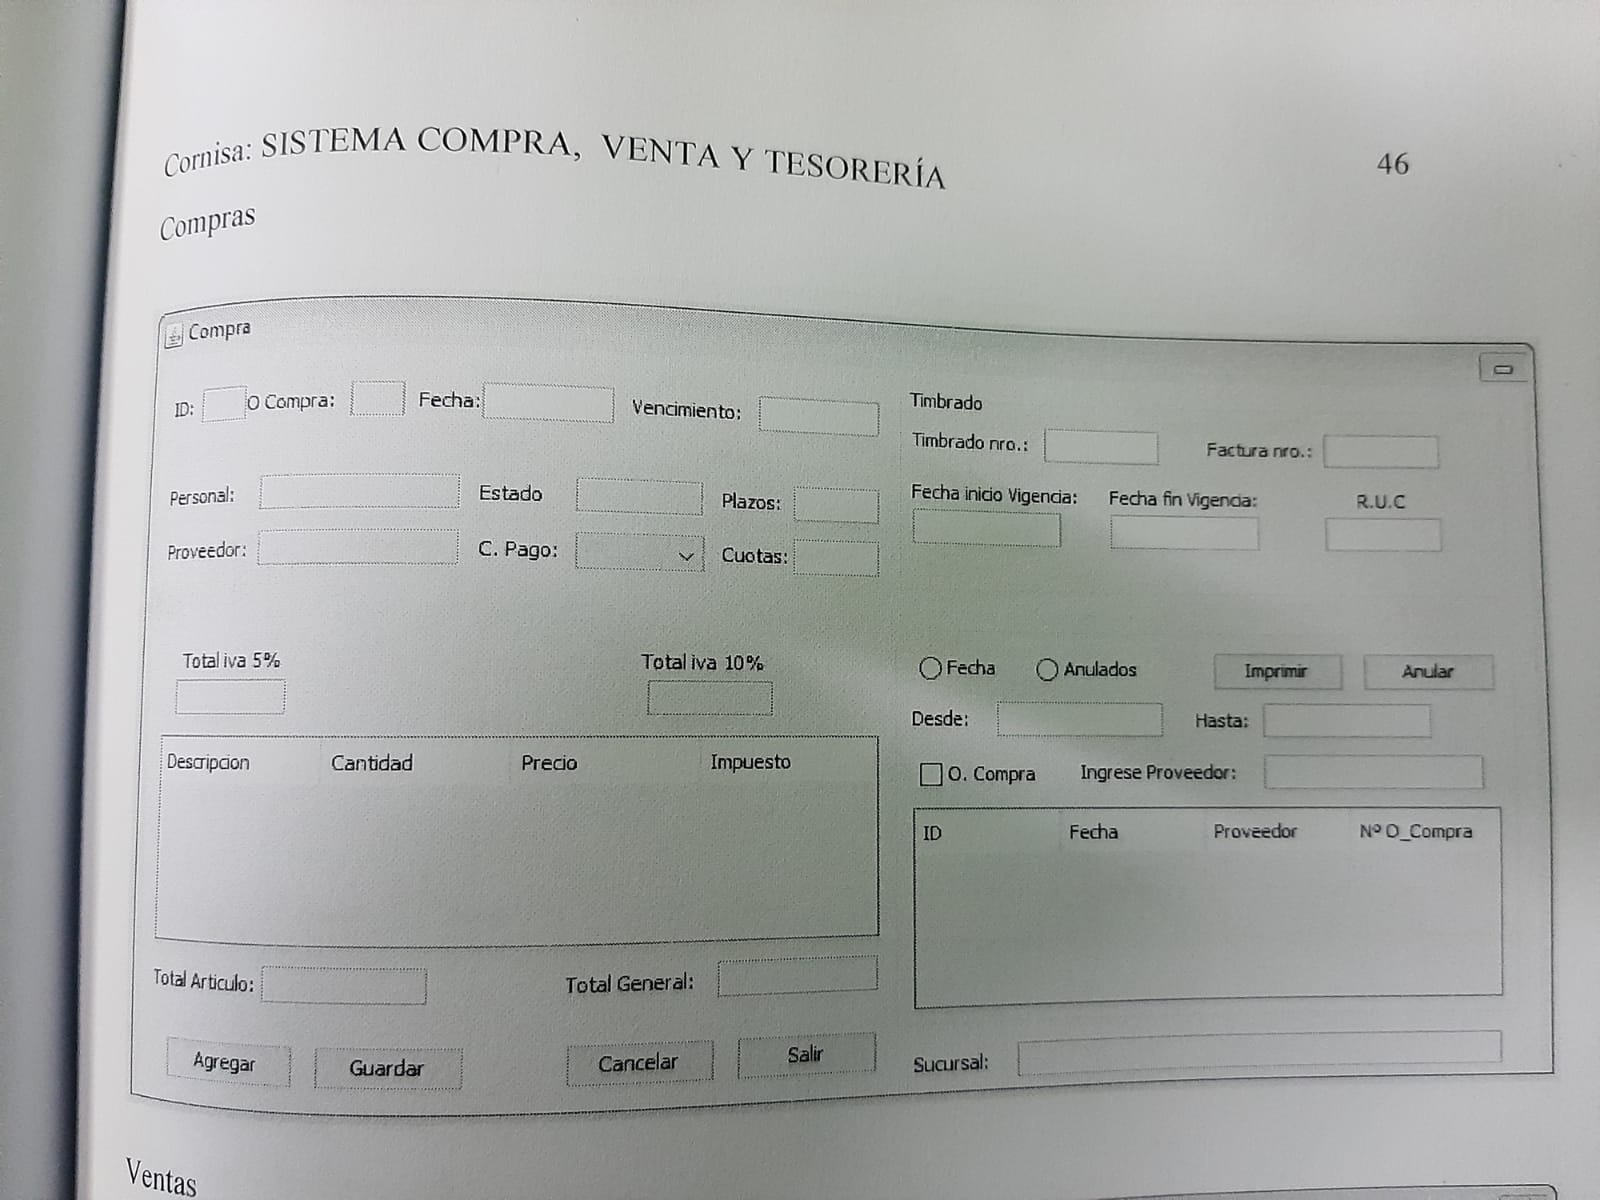 Cornisa: SISTEMA COMPRA, VENTA Y TESORERÍA 46
Compras
Compra
ID: O Compra: Fecha: Vencimiento:
Personal: Estado Plazos:
Proveedor: C. Pago: Cuotas:
Timbrado
Timbrado nro.: Factura nro.:
Fecha inicio Vigencia: Fecha fin Vigencia: R.U.C
Total iva 5% Total iva 10%
Descripcion Cantidad Precio Impuesto
Total Articulo: Total General:
Agregar Guardar Cancelar Salir
Fecha Anulados Imprimir Anular
Desde: Hasta:
O. Compra Ingrese Proveedor:
ID Fecha Proveedor Nº O_Compra
Sucursal:
Ventas